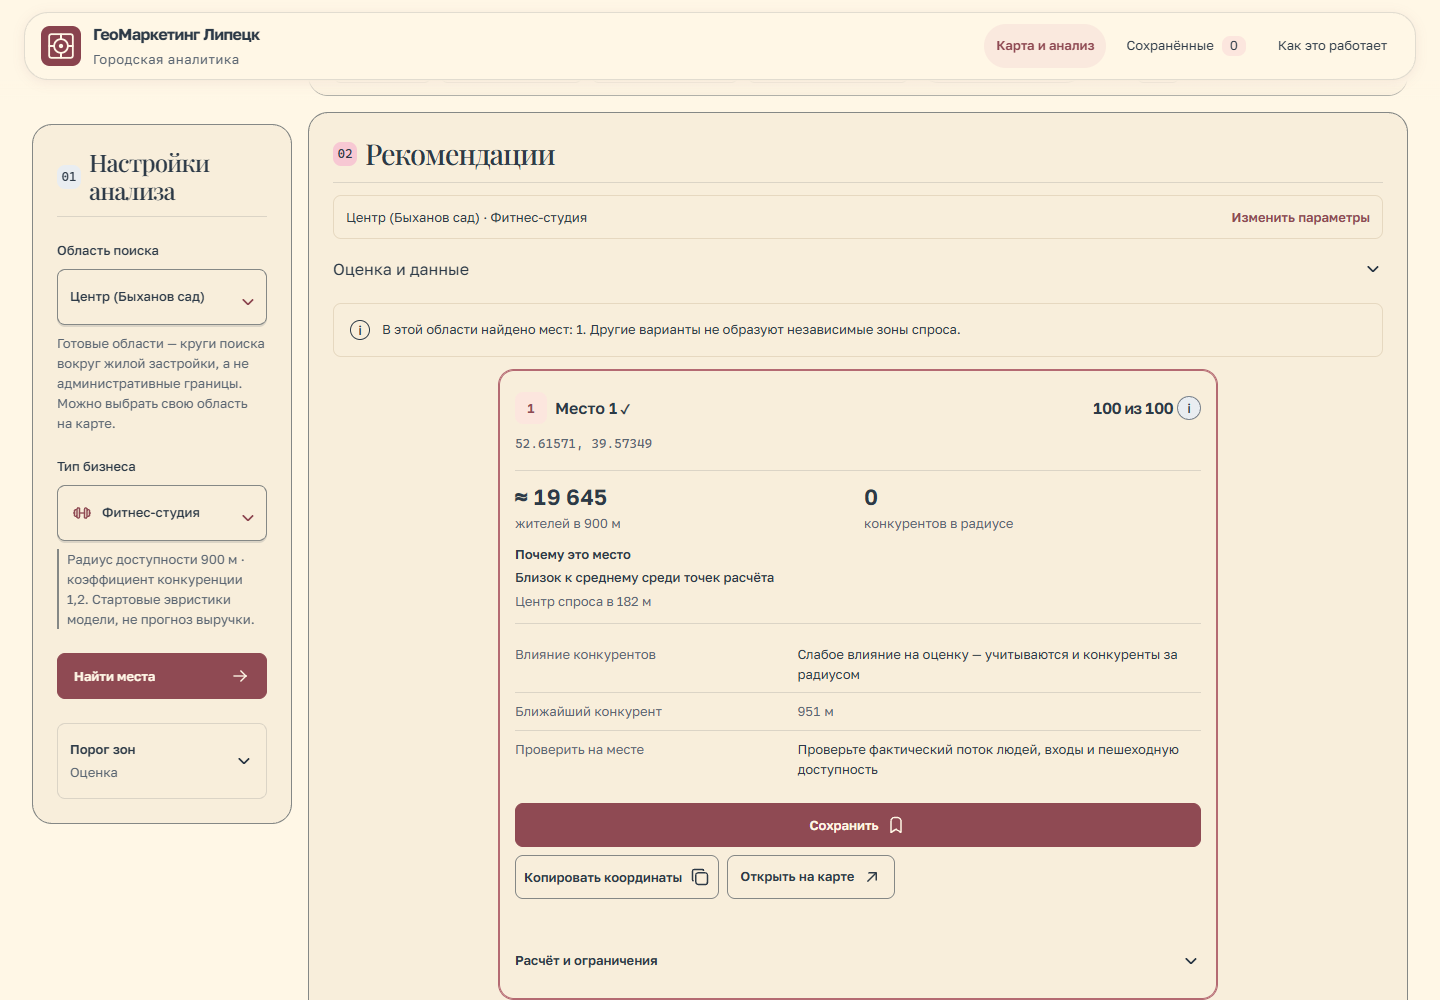 ГеоМаркетинг Липецк
Городская аналитика
Карта и анализ
Сохранённые 0
Как это работает
01
Настройки
анализа
Область поиска
Центр (Быханов сад)
Готовые области — круги поиска
вокруг жилой застройки, а не
административные границы.
Можно выбрать свою область
на карте.
Тип бизнеса
Фитнес-студия
Радиус доступности 900 м ·
коэффициент конкуренции
1,2. Стартовые эвристики
модели, не прогноз выручки.
Найти места
Порог зон
Оценка
02 Рекомендации
Центр (Быханов сад) · Фитнес-студия
Изменить параметры
Оценка и данные
i В этой области найдено мест: 1. Другие варианты не образуют независимые зоны спроса.
1 Место 1 ✓
100 из 100 i
52.61571, 39.57349
≈ 19 645
жителей в 900 м
0
конкурентов в радиусе
Почему это место
Близок к среднему среди точек расчёта
Центр спроса в 182 м
Влияние конкурентов
Слабое влияние на оценку — учитываются и конкуренты за
радиусом
Ближайший конкурент
951 м
Проверить на месте
Проверьте фактический поток людей, входы и пешеходную
доступность
Сохранить
Копировать координаты
Открыть на карте
Расчёт и ограничения